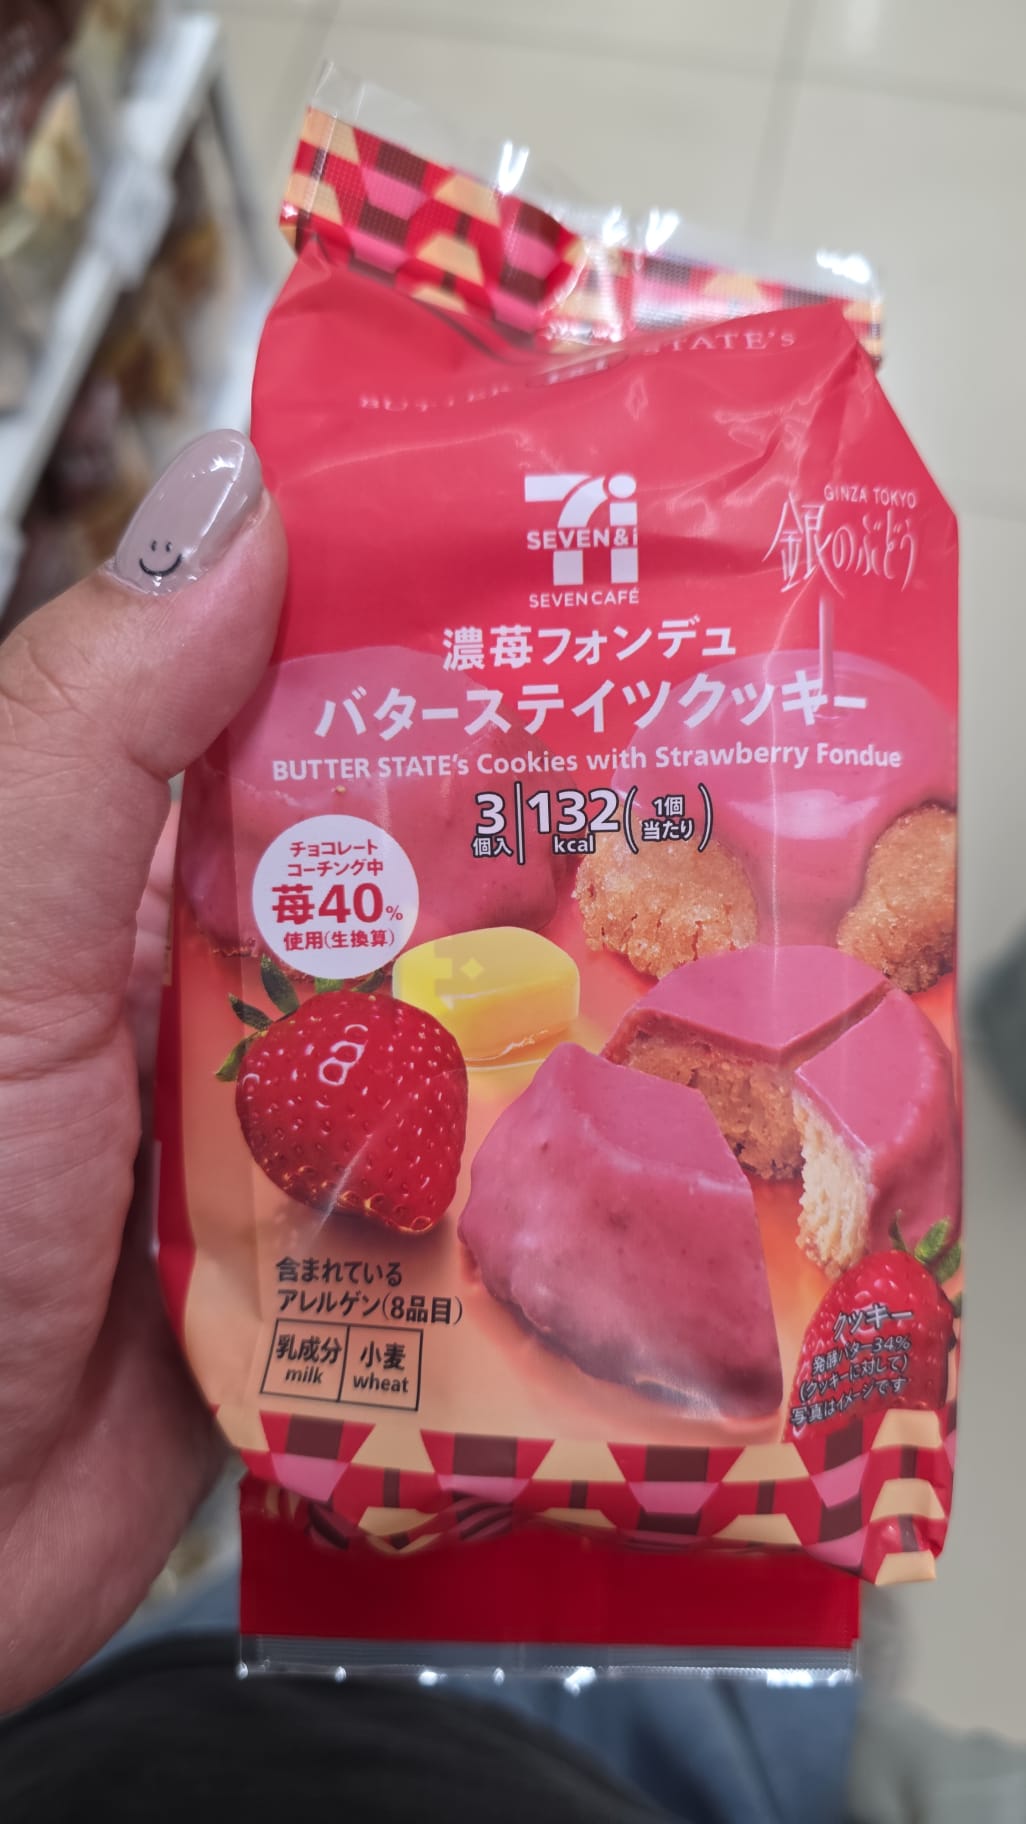 BUTTER STATE's
SEVEN&i
SEVEN CAFÉ
GINZA TOKYO
銀のぶどう
濃苺フォンデュ
バターステイツクッキー
BUTTER STATE's Cookies with Strawberry Fondue
3個入 132kcal(1個当たり)
チョコレート
コーチング中
苺40%
使用(生換算)
含まれている
アレルゲン(8品目)
乳成分 小麦
milk wheat
クッキー
発酵バター34%
(クッキーに対して)
写真はイメージです